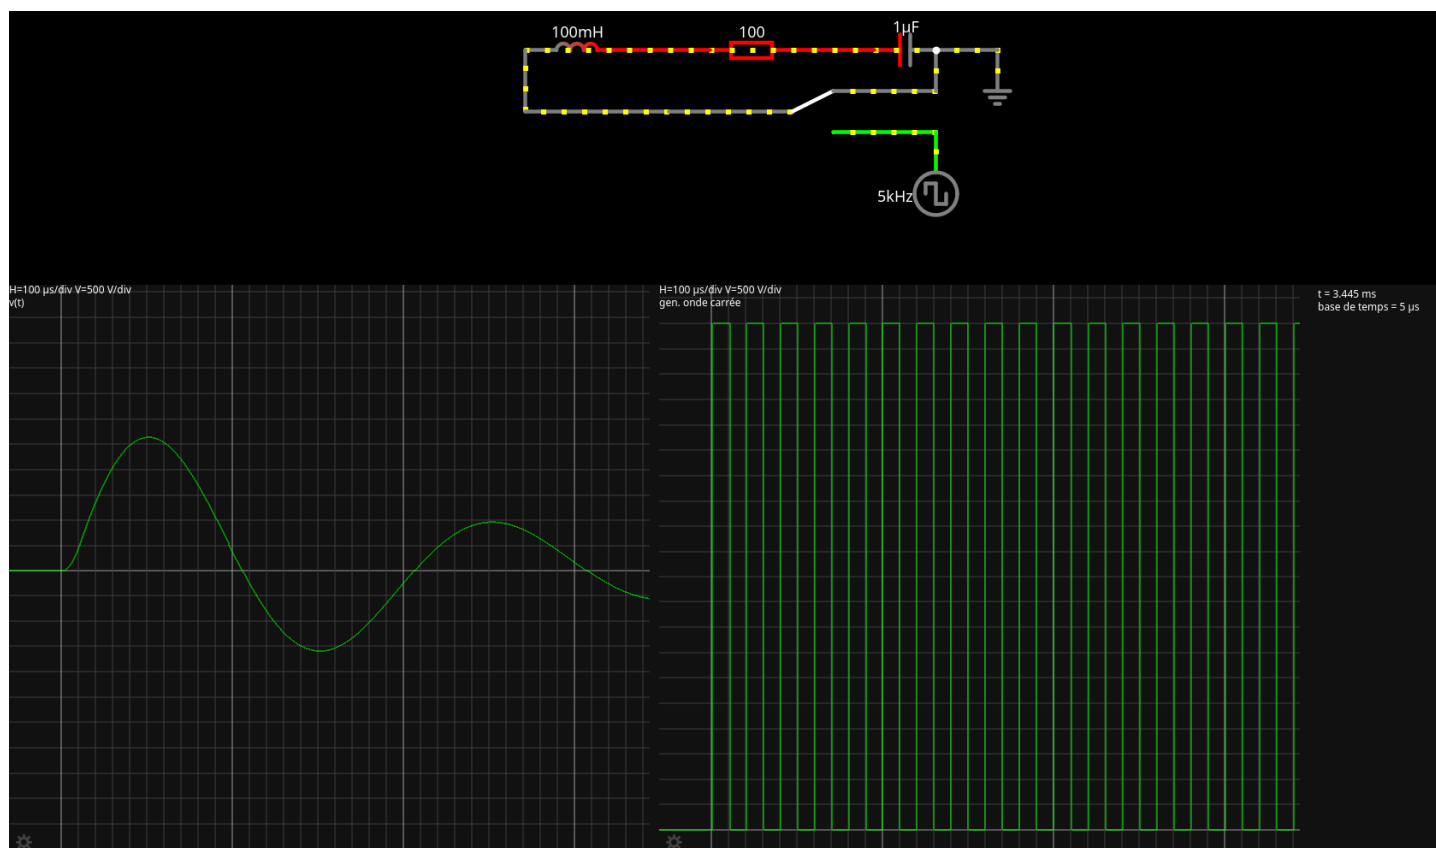 100mH
100
1μF
5kHz
H=100 μs/div V=500 V/div
v(t)
H=100 μs/div V=500 V/div
gen. onde carrée
t = 3.445 ms
base de temps = 5 μs